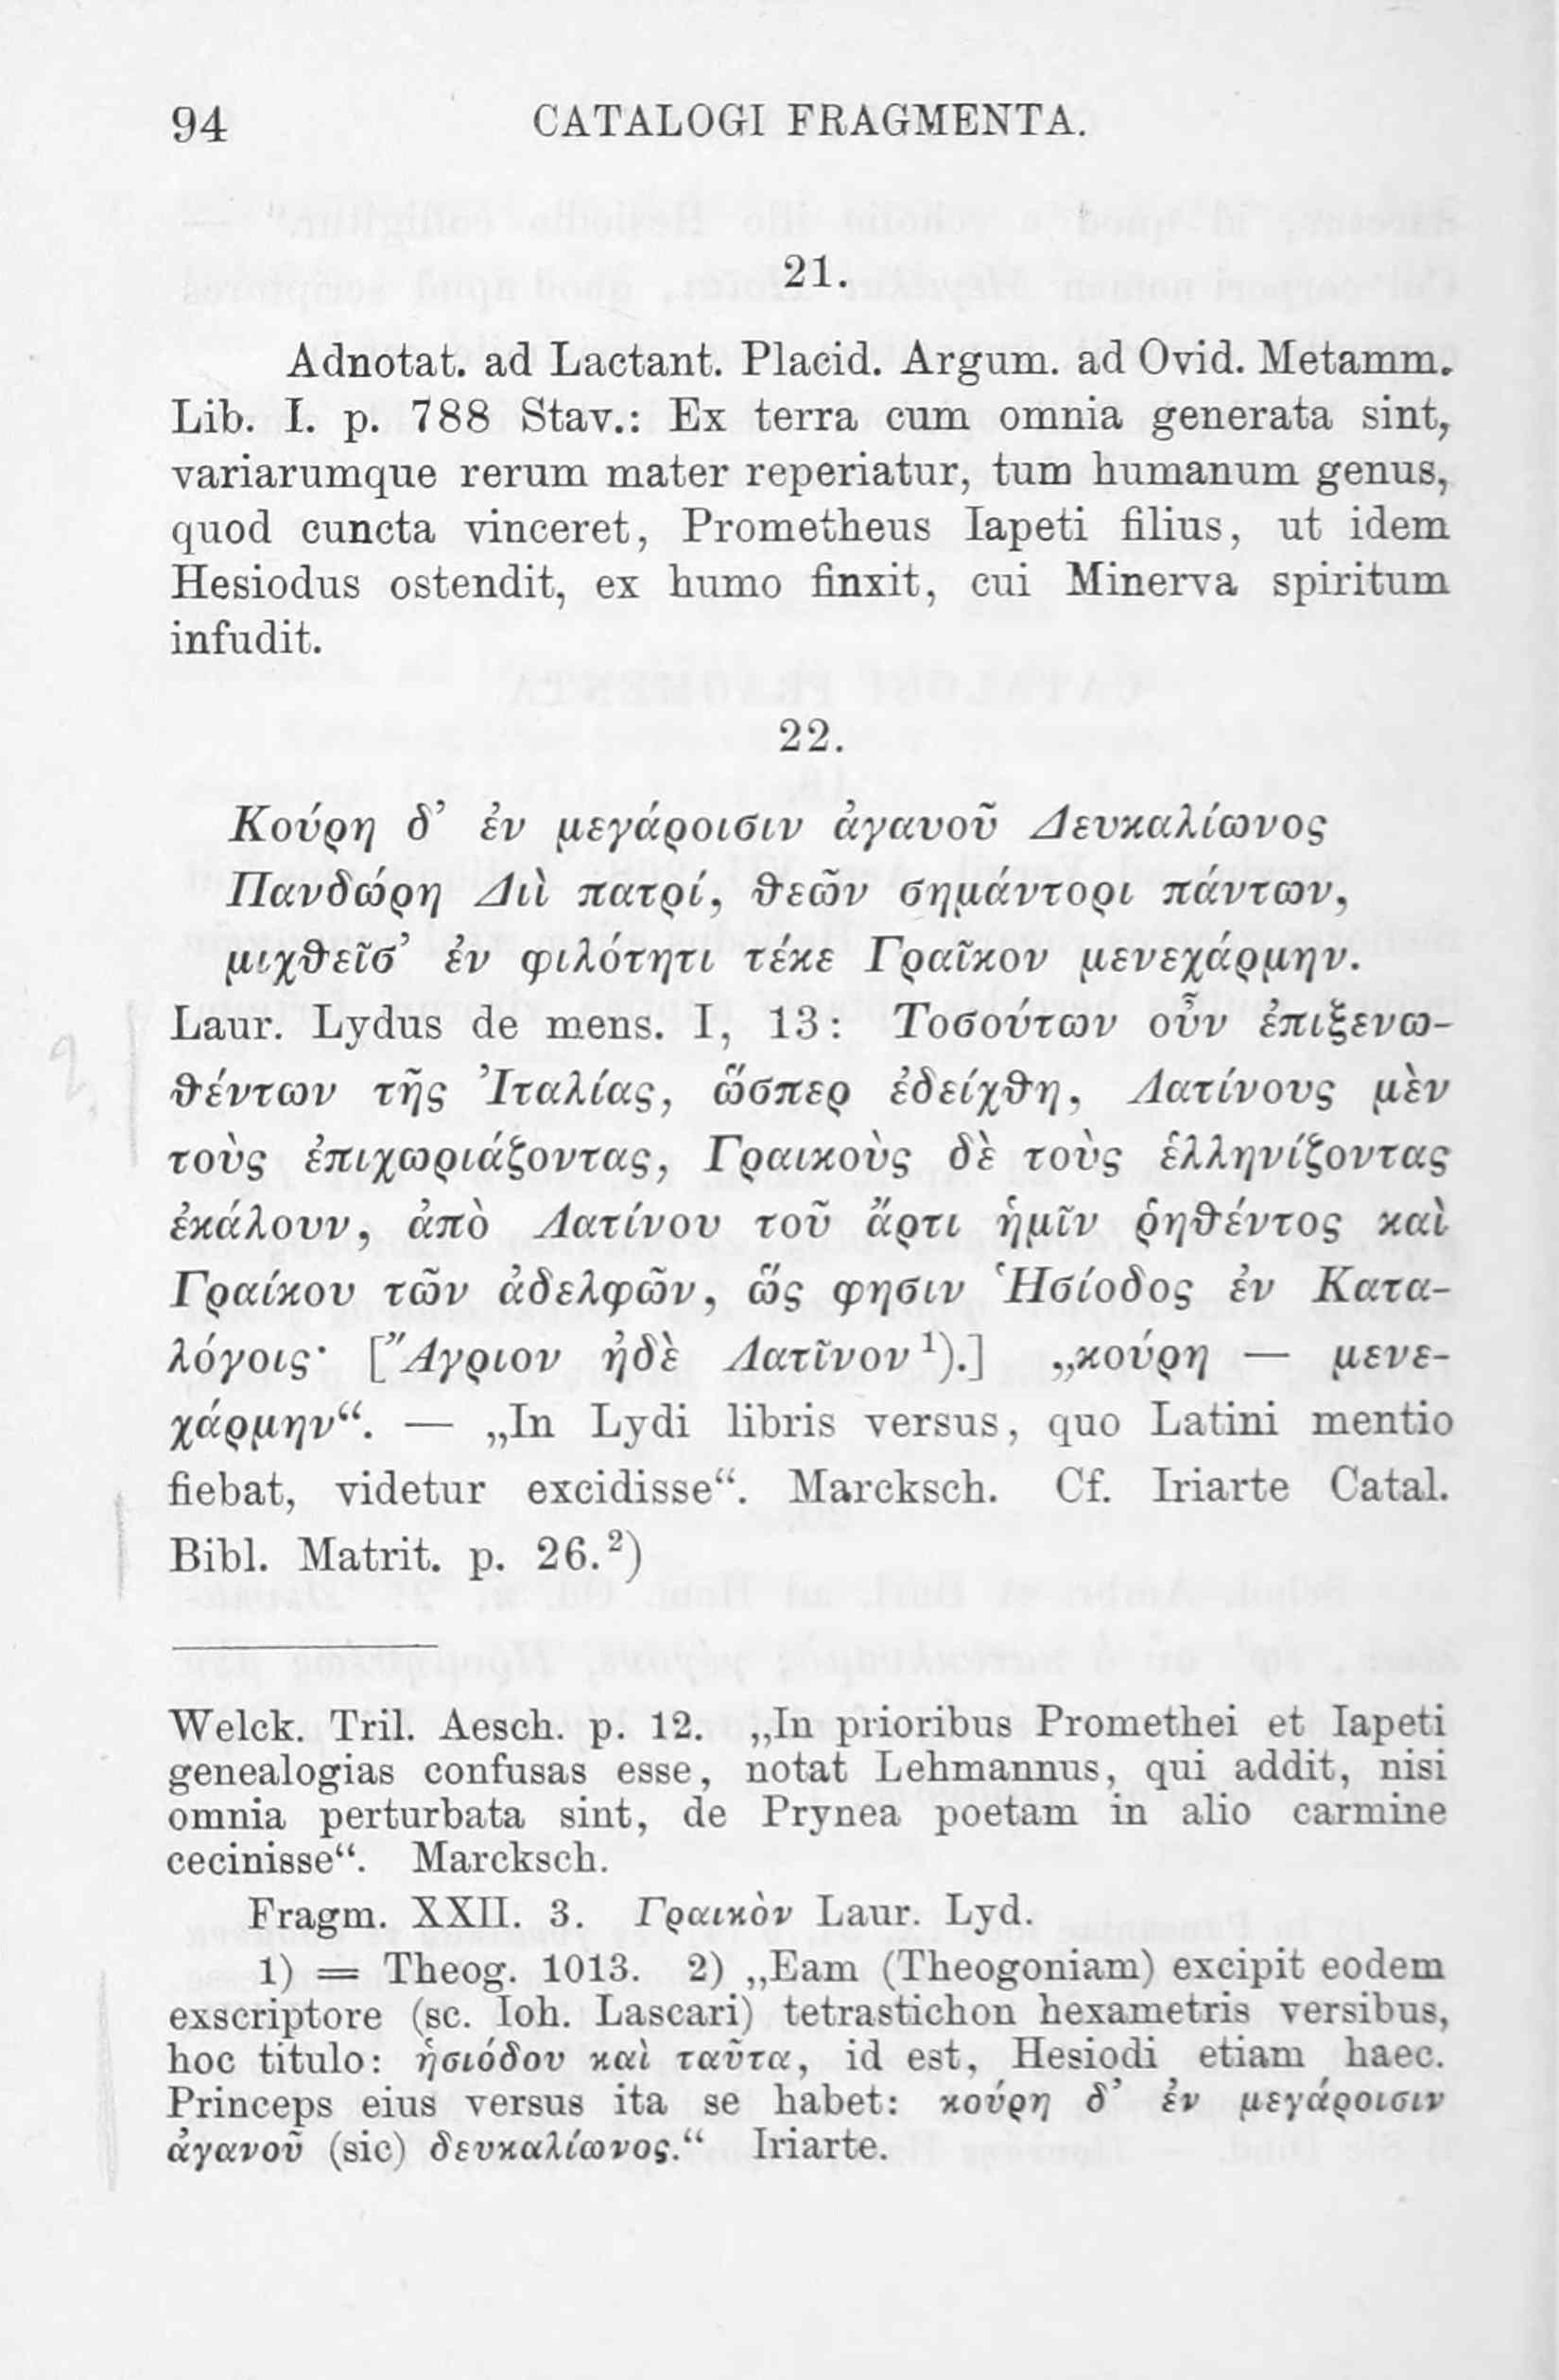 94 CATALOGI FRAGMENTA.
21.
Adnotat. ad Lactant. Placid. Argum. ad Ovid. Metamm.
Lib. I. p. 788 Stav.: Ex terra cum omnia generata sint,
variarumque rerum mater reperiatur, tum humanum genus,
quod cuncta vinceret, Prometheus Iapeti filius, ut idem
Hesiodus ostendit, ex humo finxit, cui Minerva spiritum
infudit.
22.
Κούρη δ’ ἐν μεγάροισιν ἀγαυοῦ Δευκαλίωνος
Πανδώρη Διὶ πατρί, θεῶν σημάντορι πάντων,
μιχθεῖσ’ ἐν φιλότητι τέκε Γραῖκον μενεχάρμην.
Laur. Lydus de mens. I, 13: Τοσούτων οὖν ἐπιξενω-
θέντων τῆς Ἰταλίας, ὥσπερ ἐδείχθη, Λατίνους μὲν
τοὺς ἐπιχωριάζοντας, Γραικοὺς δὲ τοὺς ἑλληνίζοντας
ἐκάλουν, ἀπὸ Λατίνου τοῦ ἄρτι ἡμῖν ῥηθέντος καὶ
Γραίκου τῶν ἀδελφῶν, ὥς φησιν Ἡσίοδος ἐν Κατα-
λόγοις· [Ἄγριον ἠδὲ Λατῖνον ¹).] „κούρη — μενε-
χάρμην“. — „In Lydi libris versus, quo Latini mentio
fiebat, videtur excidisse“. Marcksch. Cf. Iriarte Catal.
Bibl. Matrit. p. 26.²)
Welck. Tril. Aesch. p. 12. „In prioribus Promethei et Iapeti
genealogias confusas esse, notat Lehmannus, qui addit, nisi
omnia perturbata sint, de Prynea poetam in alio carmine
cecinisse“. Marcksch.
Fragm. XXII. 3. Γραικὸν Laur. Lyd.
1) = Theog. 1013. 2) „Eam (Theogoniam) excipit eodem
exscriptore (sc. Ioh. Lascari) tetrastichon hexametris versibus,
hoc titulo: ἡσιόδου καὶ ταῦτα, id est, Hesiodi etiam haec.
Princeps eius versus ita se habet: κούρη δ’ ἐν μεγάροισιν
ἀγανοῦ (sic) δευκαλίωνος.“ Iriarte.